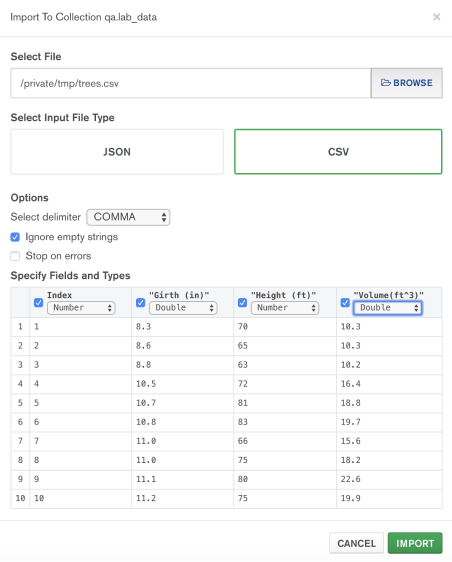 Import To Collection qa.lab_data ×
Select File
/private/tmp/trees.csv BROWSE
Select Input File Type
JSON CSV
Options
Select delimiter COMMA
Ignore empty strings
Stop on errors
Specify Fields and Types
Index "Girth (in)" "Height (ft)" "Volume(ft^3)"
Number Double Number Double
1 1 8.3 70 10.3
2 2 8.6 65 10.3
3 3 8.8 63 10.2
4 4 10.5 72 16.4
5 5 10.7 81 18.8
6 6 10.8 83 19.7
7 7 11.0 66 15.6
8 8 11.0 75 18.2
9 9 11.1 80 22.6
10 10 11.2 75 19.9
CANCEL IMPORT